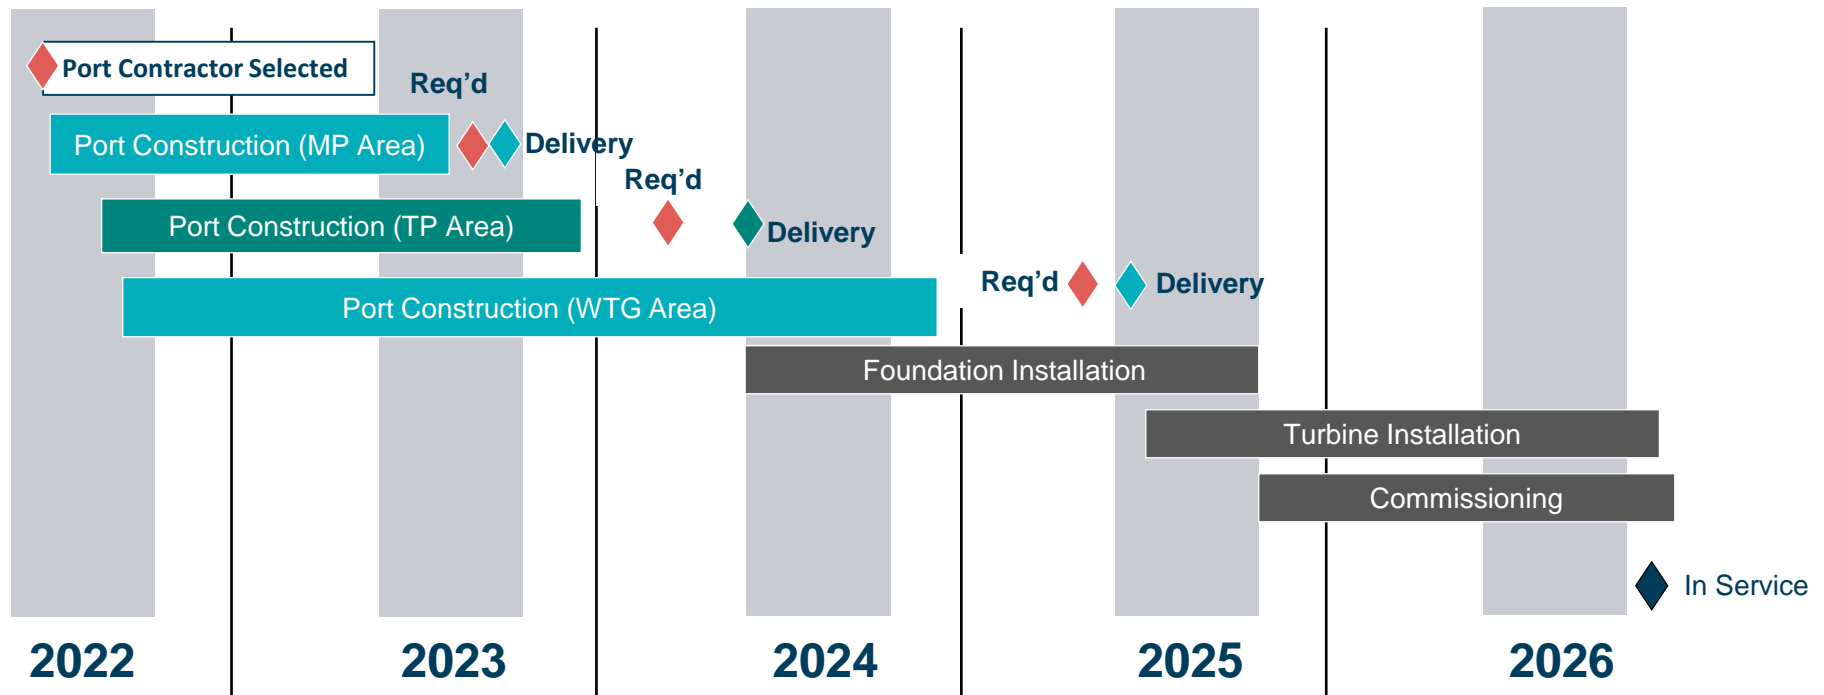 Port Contractor Selected
Req’d
Port Construction (MP Area)
Delivery
Req’d
Port Construction (TP Area)
Delivery
Req’d
Delivery
Port Construction (WTG Area)
Foundation Installation
Turbine Installation
Commissioning
In Service
2022
2023
2024
2025
2026